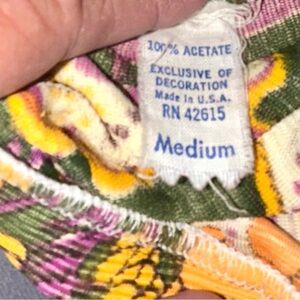 100% ACETATE
EXCLUSIVE OF
DECORATION
Made in U.S.A.
RN 42615
Medium